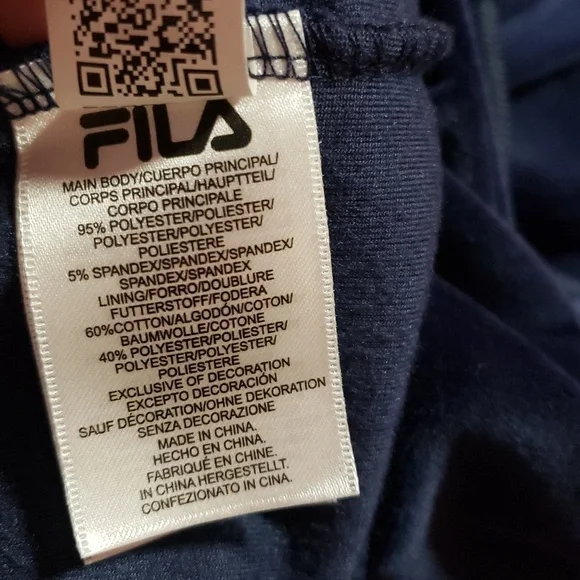 FILA
MAIN BODY/CUERPO PRINCIPAL/
CORPS PRINCIPAL/HAUPTTEIL/
CORPO PRINCIPALE
95% POLYESTER/POLIESTER/
POLYESTER/POLYESTER/
POLIESTERE
5% SPANDEX/SPANDEX/SPANDEX/
SPANDEX/SPANDEX
LINING/FORRO/DOUBLURE
FUTTERSTOFF/FODERA
60%COTTON/ALGODÓN/COTON/
BAUMWOLLE/COTONE
40% POLYESTER/POLIESTER/
POLYESTER/POLYESTER/
POLIESTERE
EXCLUSIVE OF DECORATION
EXCEPTO DECORACIÓN
SAUF DÉCORATION/OHNE DEKORATION
SENZA DECORAZIONE
MADE IN CHINA.
HECHO EN CHINA.
FABRIQUÉ EN CHINE.
IN CHINA HERGESTELLT.
CONFEZIONATO IN CINA.